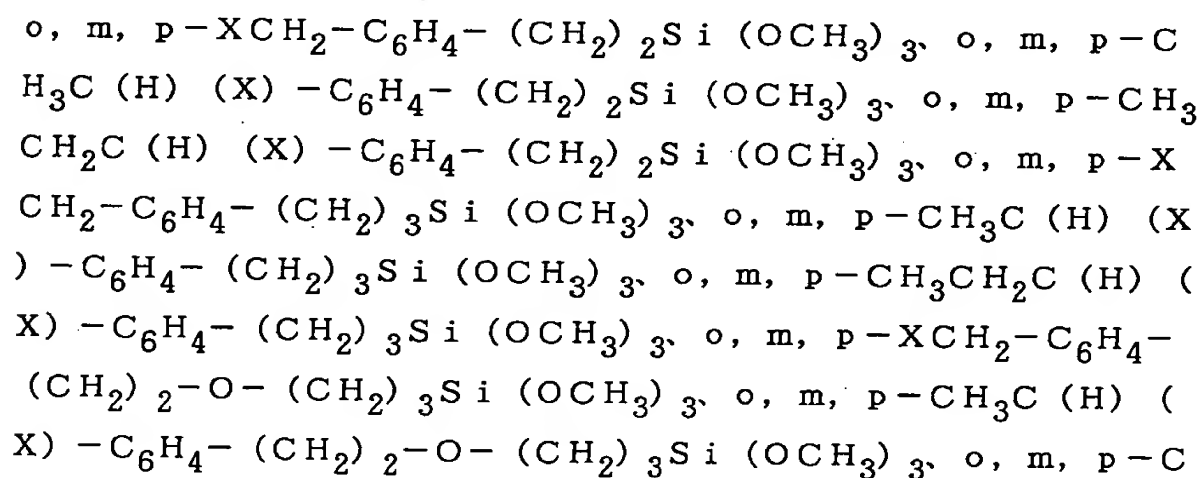 o, m, p－XCH₂－C₆H₄－ (CH₂) ₂Si (OCH₃) ₃、o, m, p－C
H₃C (H) (X) －C₆H₄－ (CH₂) ₂Si (OCH₃) ₃、o, m, p－CH₃
CH₂C (H) (X) －C₆H₄－ (CH₂) ₂Si (OCH₃) ₃、o, m, p－X
CH₂－C₆H₄－ (CH₂) ₃Si (OCH₃) ₃、o, m, p－CH₃C (H) (X
) －C₆H₄－ (CH₂) ₃Si (OCH₃) ₃、o, m, p－CH₃CH₂C (H) (
X) －C₆H₄－ (CH₂) ₃Si (OCH₃) ₃、o, m, p－XCH₂－C₆H₄－
(CH₂) ₂－O－ (CH₂) ₃Si (OCH₃) ₃、o, m, p－CH₃C (H) (
X) －C₆H₄－ (CH₂) ₂－O－ (CH₂) ₃Si (OCH₃) ₃、o, m, p－C